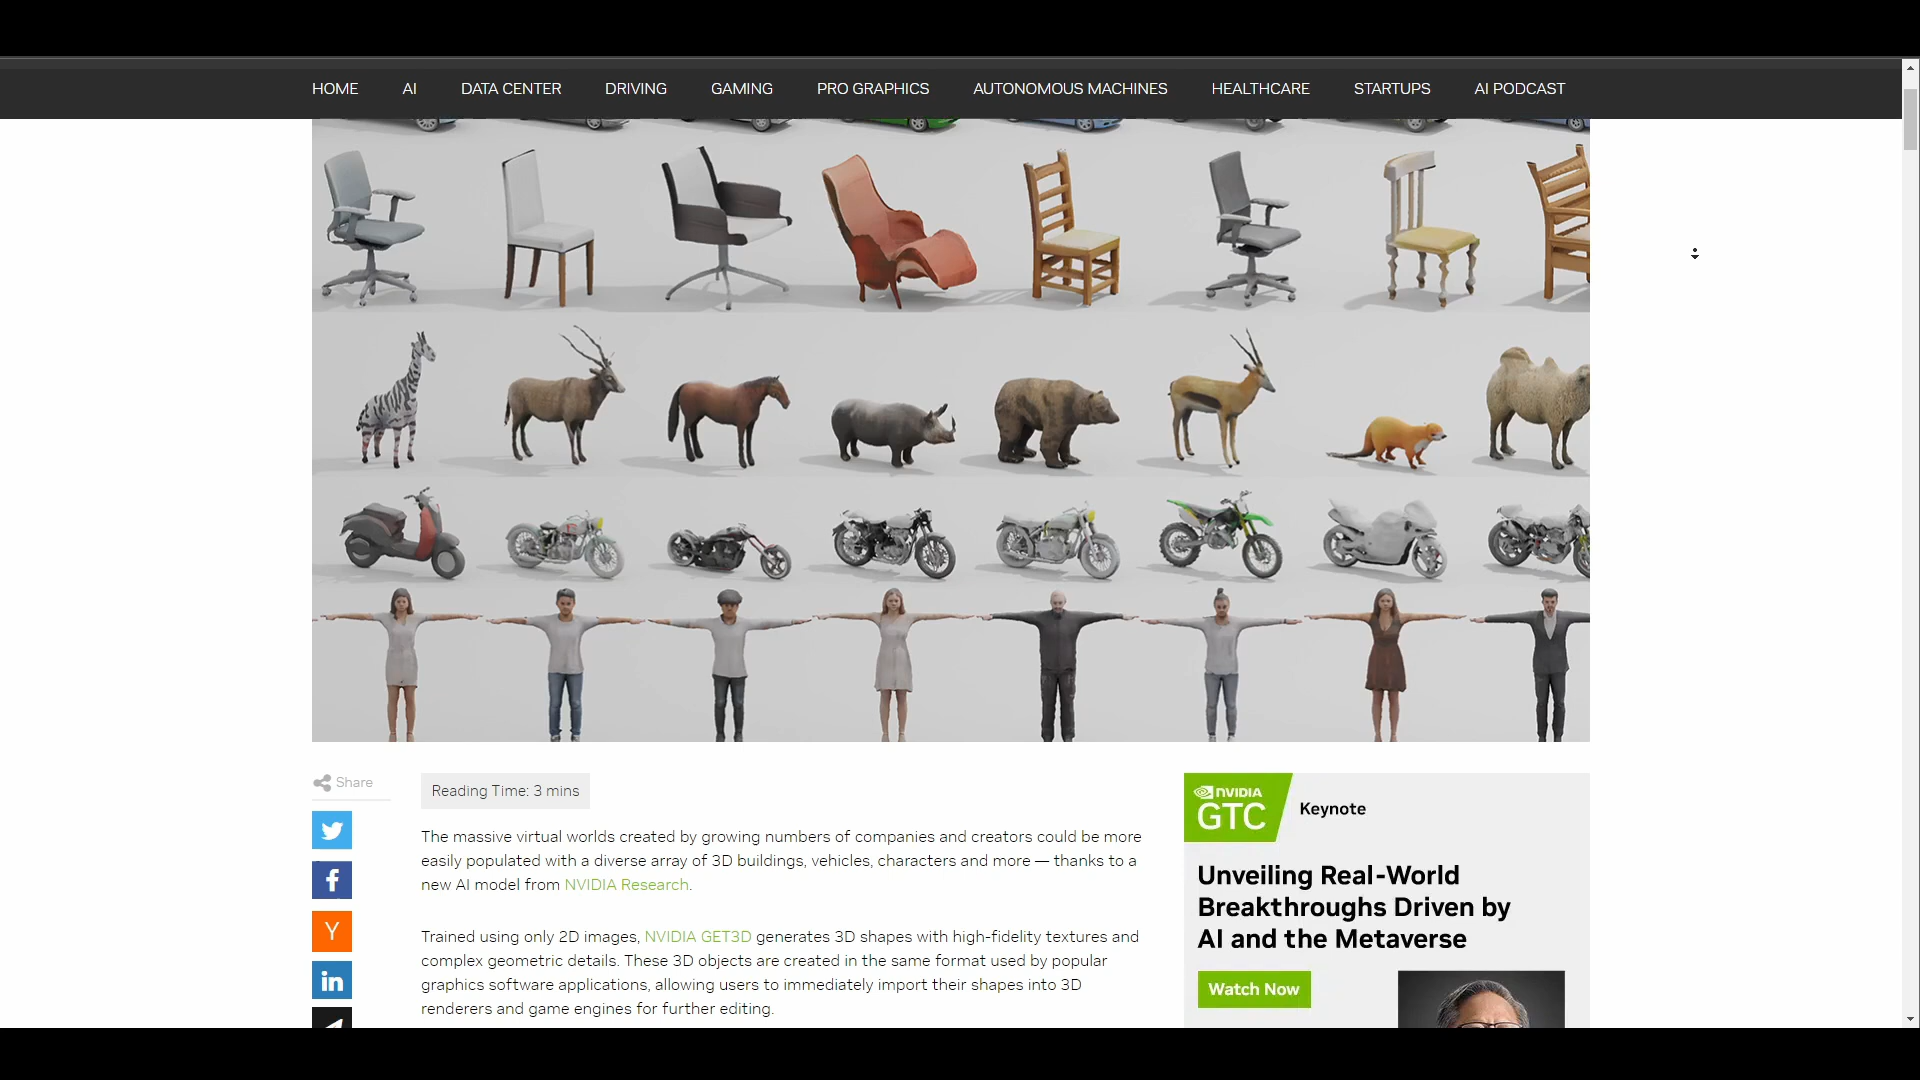 HOME AI DATA CENTER DRIVING GAMING PRO GRAPHICS AUTONOMOUS MACHINES HEALTHCARE STARTUPS AI PODCAST
Share
Reading Time: 3 mins
The massive virtual worlds created by growing numbers of companies and creators could be more
easily populated with a diverse array of 3D buildings, vehicles, characters and more — thanks to a
new AI model from NVIDIA Research.
Trained using only 2D images, NVIDIA GET3D generates 3D shapes with high-fidelity textures and
complex geometric details. These 3D objects are created in the same format used by popular
graphics software applications, allowing users to immediately import their shapes into 3D
renderers and game engines for further editing.
f
Y
in
NVIDIA
GTC
Keynote
Unveiling Real-World
Breakthroughs Driven by
AI and the Metaverse
Watch Now